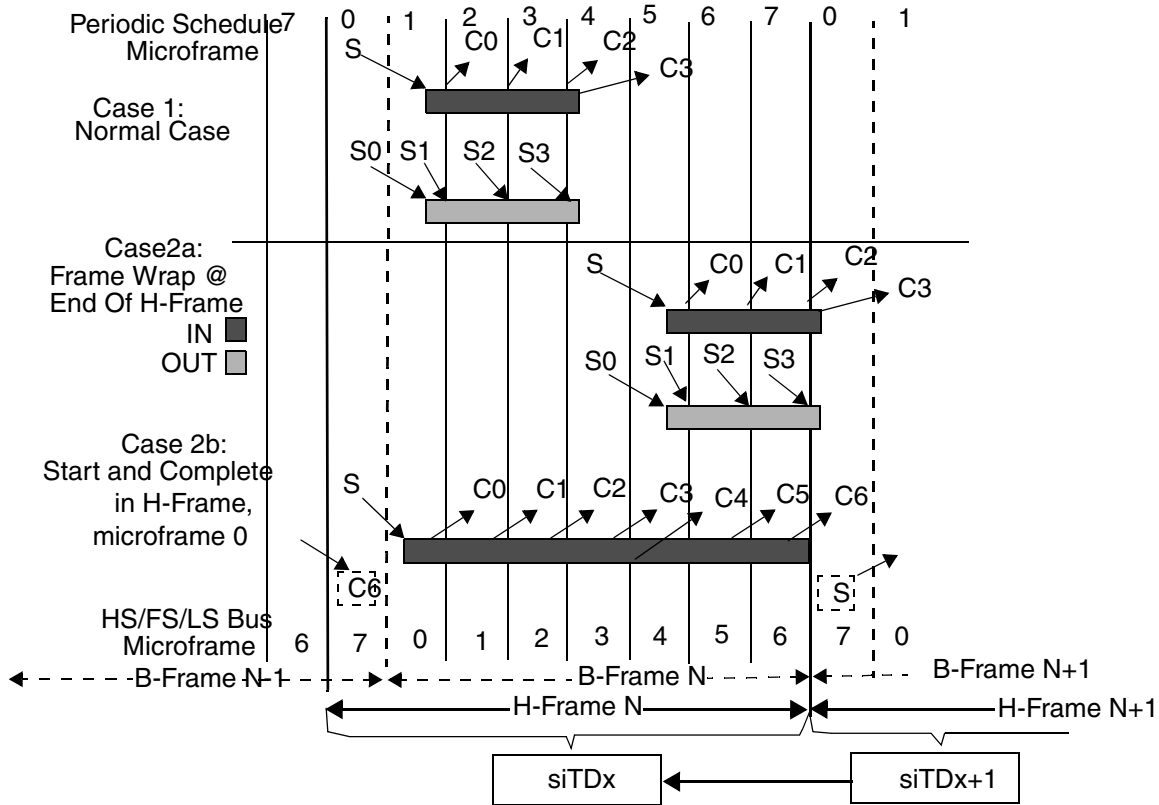 Periodic Schedule
Microframe
7 0 1 2 3 4 5 6 7 0 1
S C0 C1 C2 C3
Case 1:
Normal Case
S0 S1 S2 S3
Case2a:
Frame Wrap @
End Of H-Frame
S C0 C1 C2 C3
IN
OUT
S0 S1 S2 S3
Case 2b:
Start and Complete
in H-Frame,
microframe 0
S C0 C1 C2 C3 C4 C5 C6
C6 S
HS/FS/LS Bus
Microframe
6 7 0 1 2 3 4 5 6 7 0
B-Frame N-1 B-Frame N B-Frame N+1
H-Frame N H-Frame N+1
siTDx siTDx+1